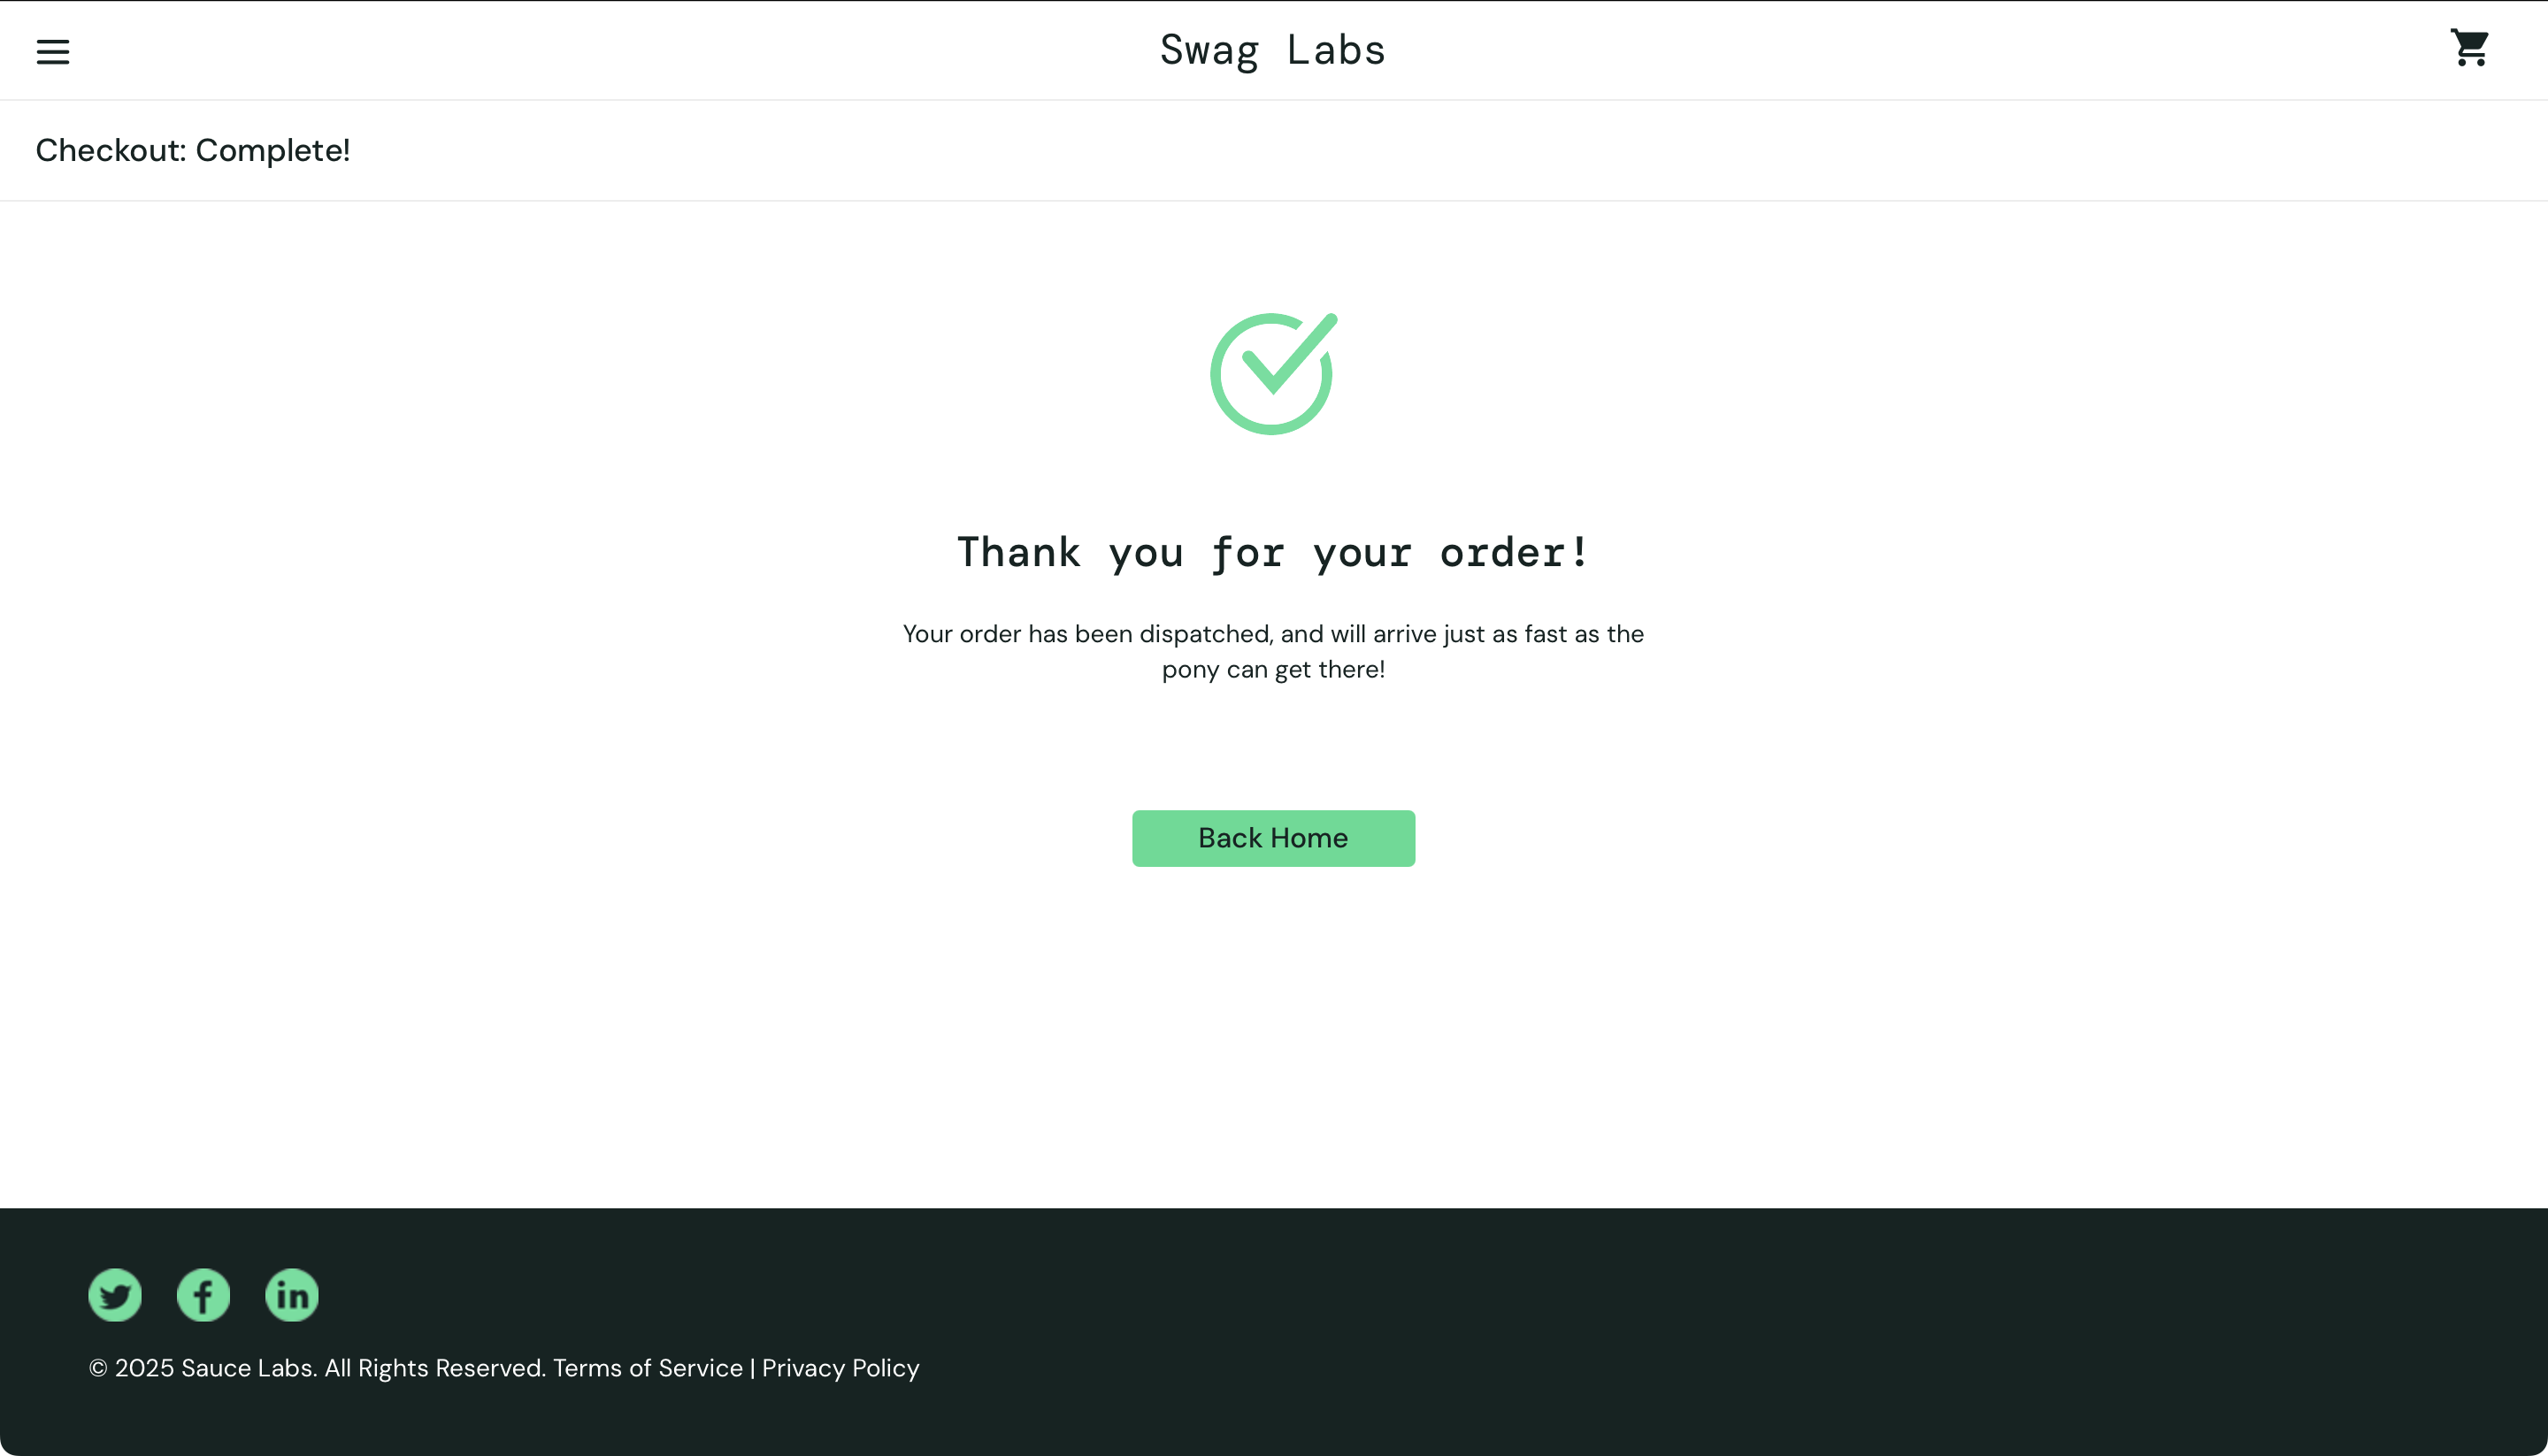 Swag Labs
Checkout: Complete!
Thank you for your order!
Your order has been dispatched, and will arrive just as fast as the
pony can get there!
Back Home
© 2025 Sauce Labs. All Rights Reserved. Terms of Service | Privacy Policy